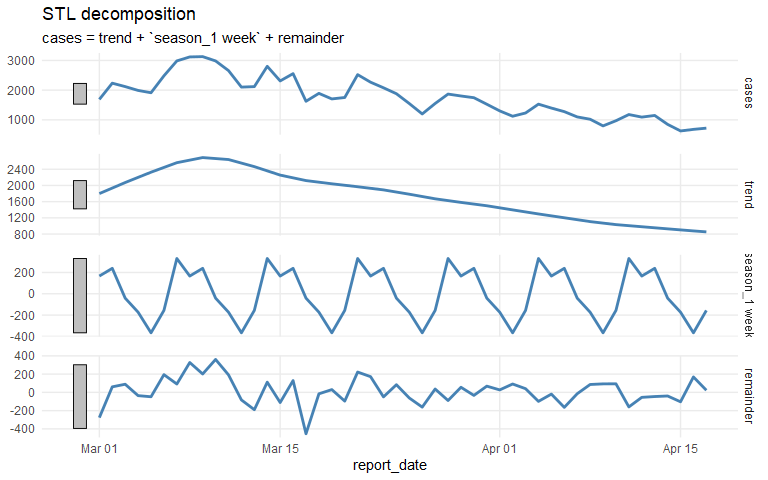 STL decomposition
cases = trend + `season_1 week` + remainder
3000
2000
1000
cases
2400
2000
1600
1200
800
trend
200
0
-200
-400
season_1 week
400
200
0
-200
-400
remainder
Mar 01
Mar 15
Apr 01
Apr 15
report_date